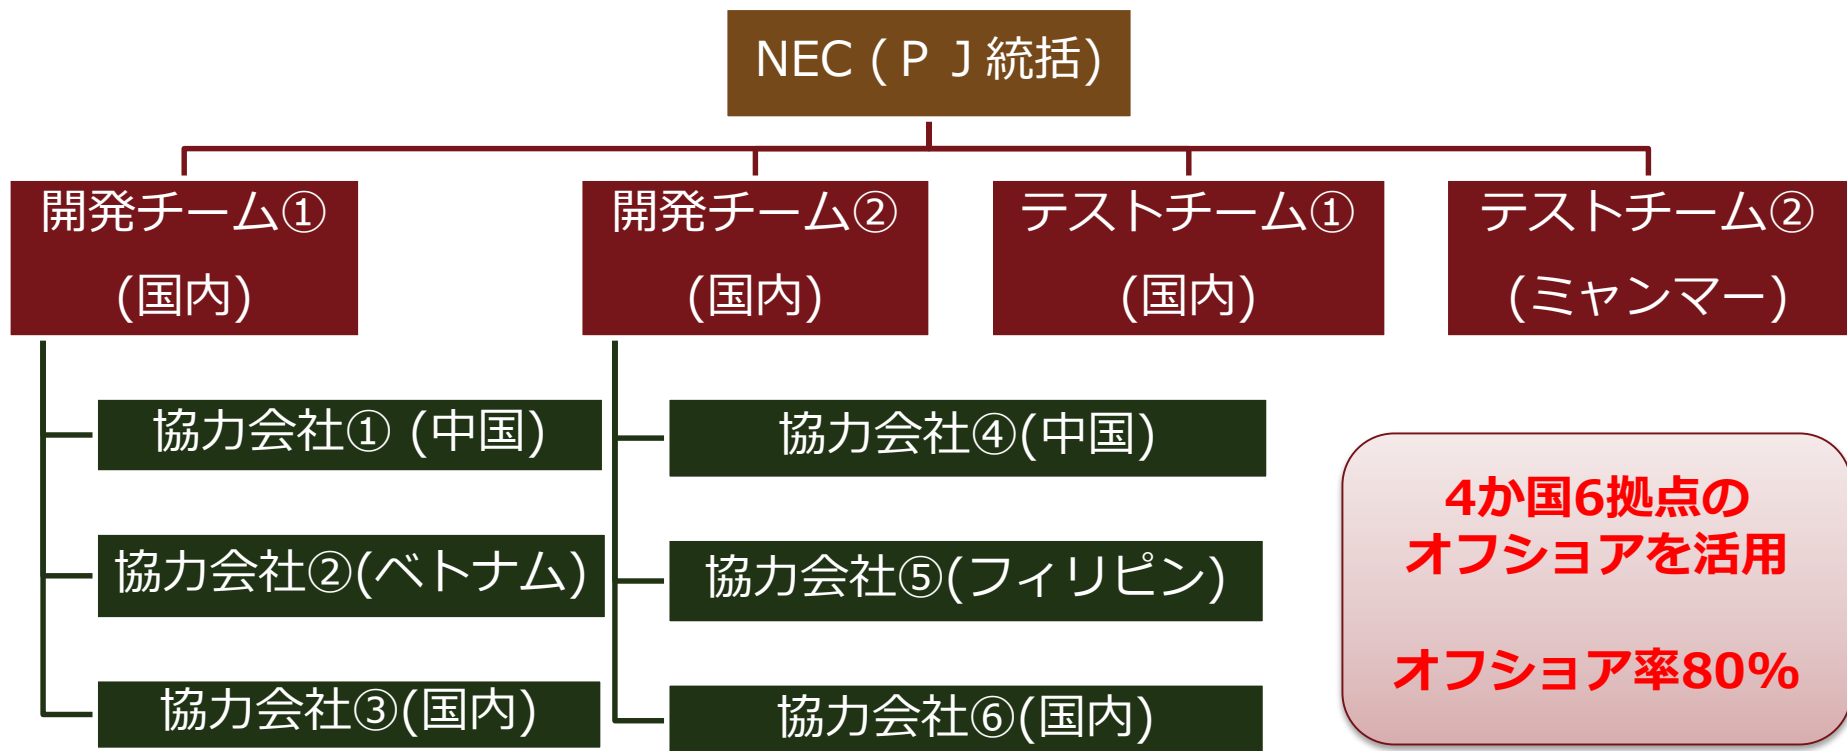 NEC (ＰＪ統括)
開発チーム①
(国内)
開発チーム②
(国内)
テストチーム①
(国内)
テストチーム②
(ミャンマー)
協力会社① (中国)
協力会社②(ベトナム)
協力会社③(国内)
協力会社④(中国)
協力会社⑤(フィリピン)
協力会社⑥(国内)
4か国6拠点の
オフショアを活用
オフショア率80%